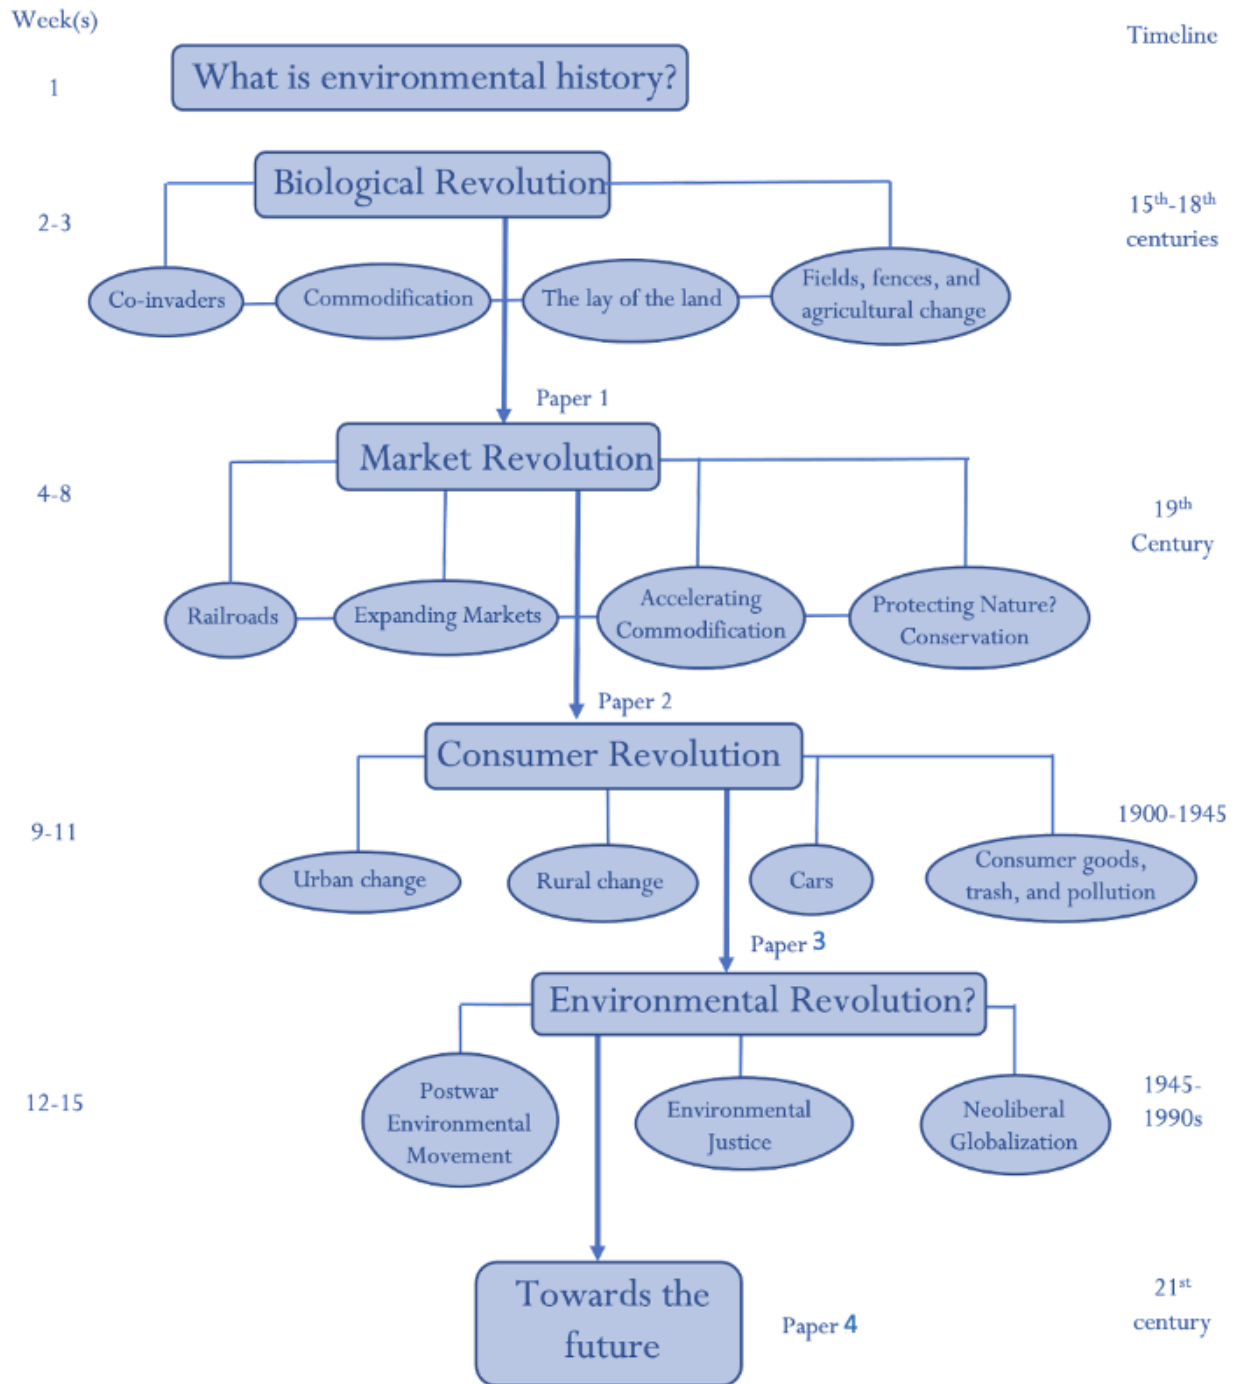 Week(s)
Timeline
What is environmental history?
1
Biological Revolution
2-3
15th-18th
centuries
Co-invaders
Commodification
The lay of the land
Fields, fences, and
agricultural change
Paper 1
Market Revolution
4-8
19th
Century
Railroads
Expanding Markets
Accelerating
Commodification
Protecting Nature?
Conservation
Paper 2
Consumer Revolution
9-11
1900-1945
Urban change
Rural change
Cars
Consumer goods,
trash, and pollution
Paper 3
Environmental Revolution?
12-15
1945-
1990s
Postwar
Environmental
Movement
Environmental
Justice
Neoliberal
Globalization
Towards the
future
Paper 4
21st
century